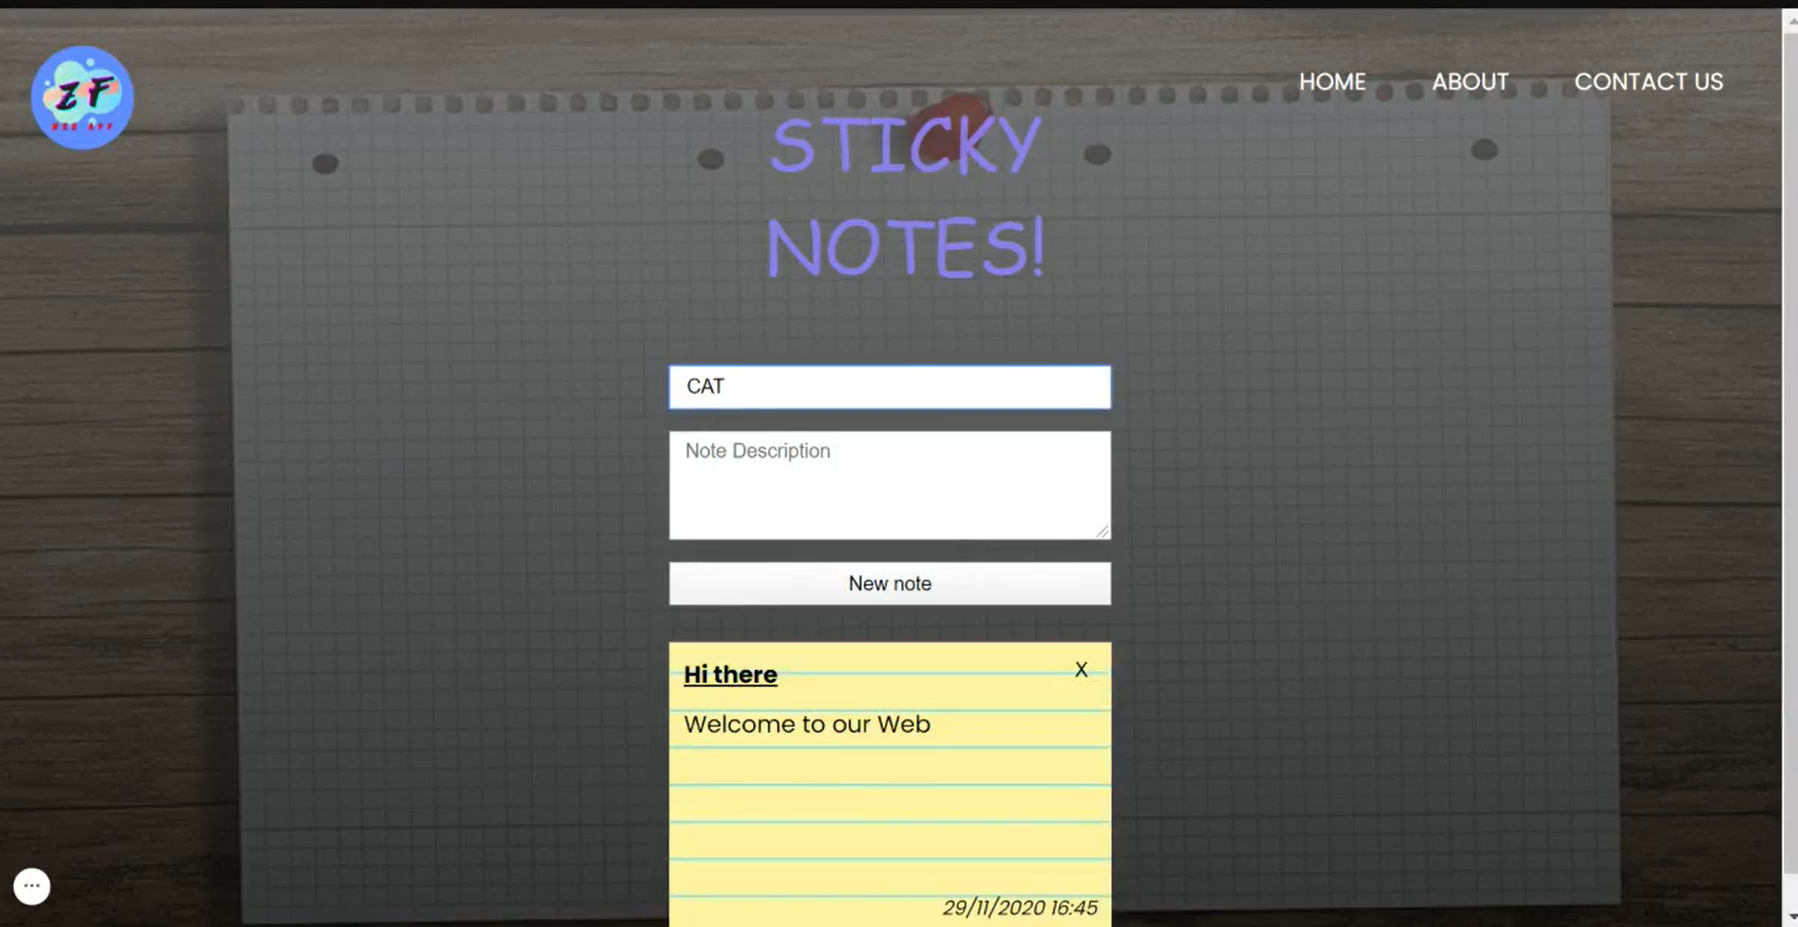 ZF
WEB APP
HOME ABOUT CONTACT US
STICKY
NOTES!
CAT
Note Description
New note
Hi there X
Welcome to our Web
29/11/2020 16:45